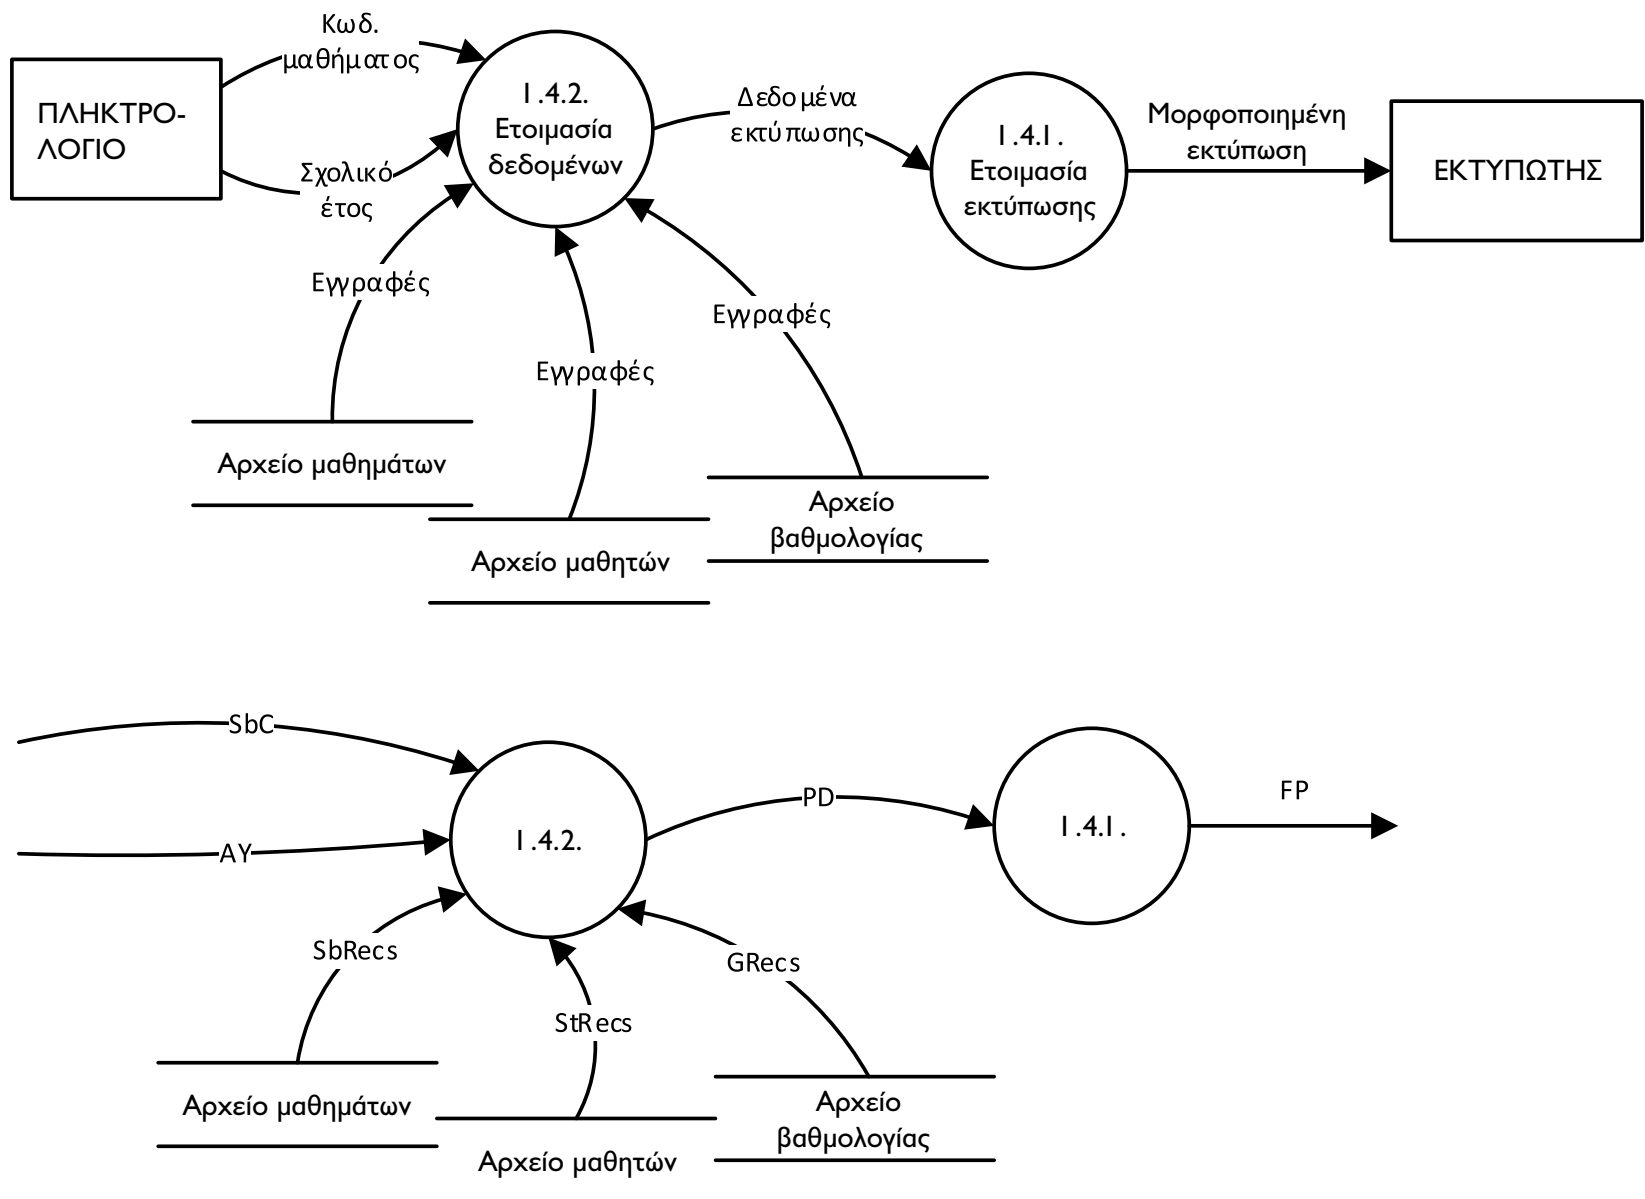 Κωδ.
μαθήματος
ΠΛΗΚΤΡΟ-
ΛΟΓΙΟ
Σχολικό
έτος
1.4.2.
Ετοιμασία
δεδομένων
Δεδομένα
εκτύπωσης
1.4.1.
Ετοιμασία
εκτύπωσης
Μορφοποιημένη
εκτύπωση
ΕΚΤΥΠΩΤΗΣ
Εγγραφές
Εγγραφές
Εγγραφές
Αρχείο μαθημάτων
Αρχείο μαθητών
Αρχείο
βαθμολογίας
SbC
AY
1.4.2.
PD
1.4.1.
FP
SbRecs
StRecs
GRecs
Αρχείο μαθημάτων
Αρχείο μαθητών
Αρχείο
βαθμολογίας